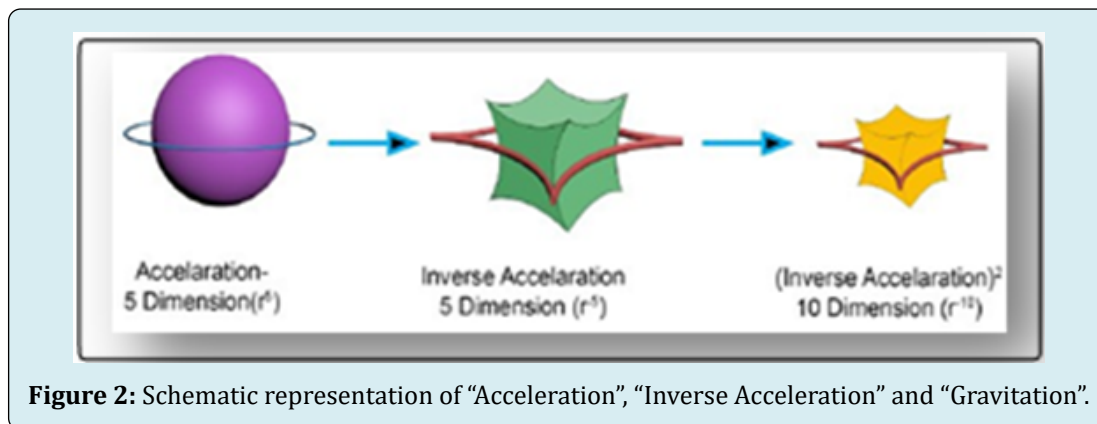 Accelaration-
5 Dimension(r⁵)
Inverse Accelaration
5 Dimension (r⁻⁵)
(Inverse Accelaration)²
10 Dimension (r⁻¹⁰)
Figure 2: Schematic representation of “Acceleration”, “Inverse Acceleration” and “Gravitation”.